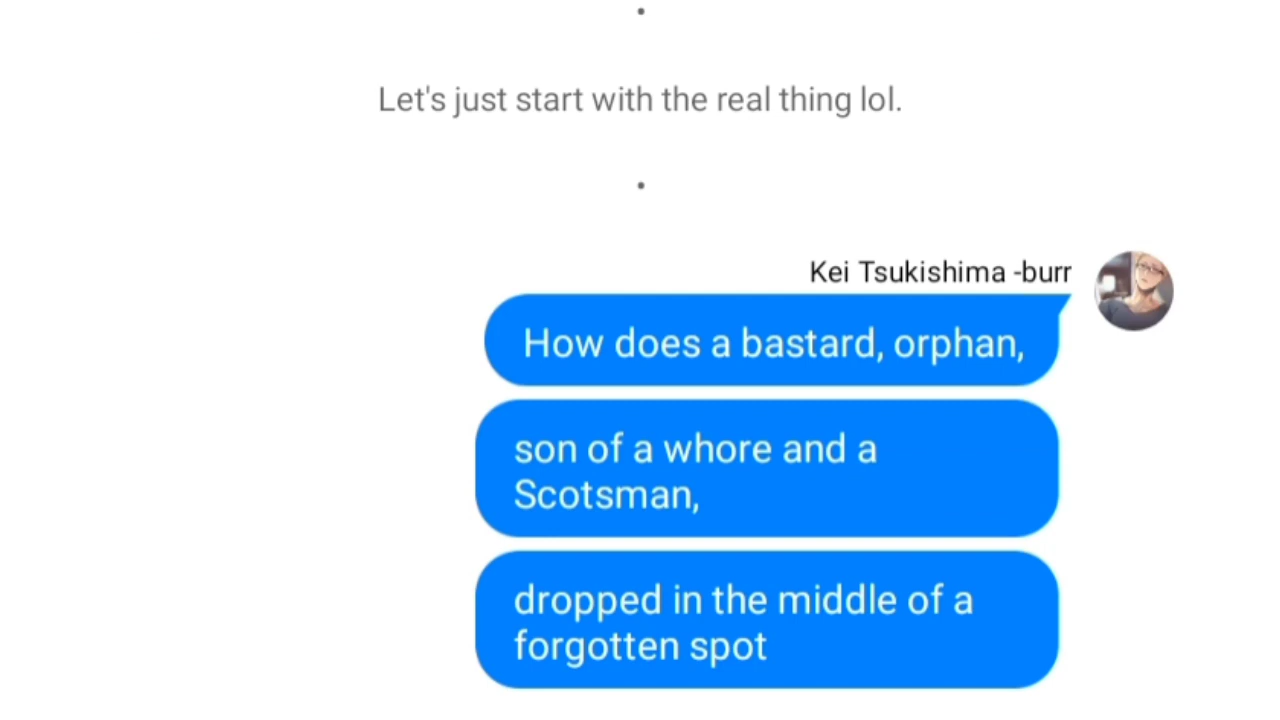 Let's just start with the real thing lol.
Kei Tsukishima -burr
How does a bastard, orphan,
son of a whore and a
Scotsman,
dropped in the middle of a
forgotten spot